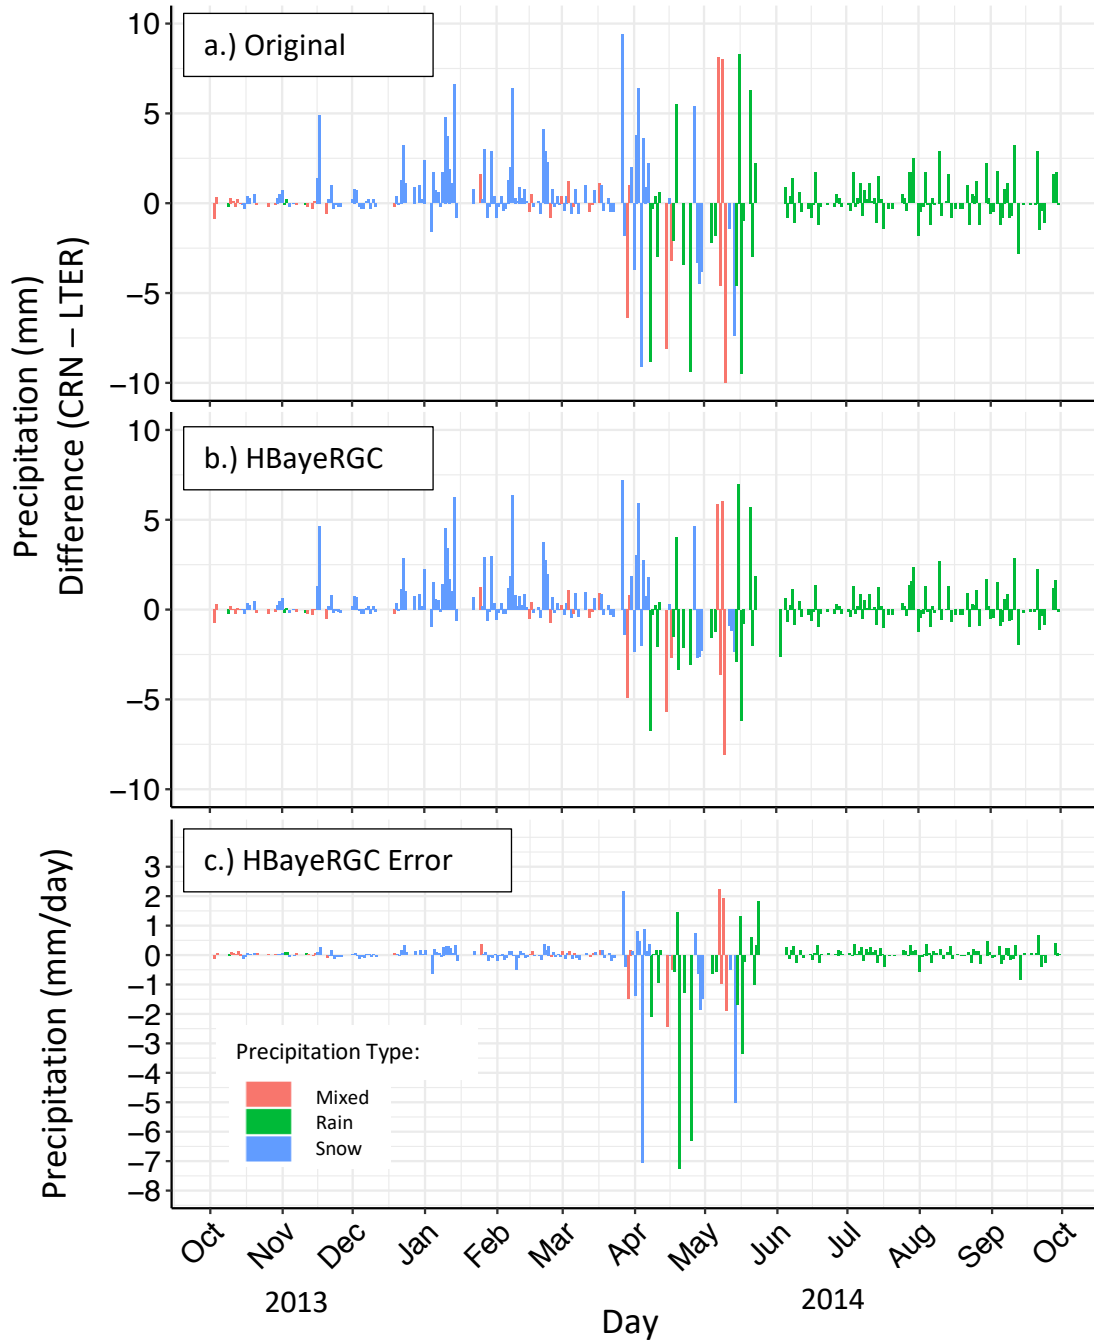 Precipitation (mm)
Difference (CRN – LTER)
a.) Original
10
5
0
−5
−10
b.) HBayeRGC
10
5
0
−5
−10
Precipitation (mm/day)
c.) HBayeRGC Error
3
2
1
0
−1
−2
−3
−4
−5
−6
−7
−8
Precipitation Type:
Mixed
Rain
Snow
Oct Nov Dec Jan Feb Mar Apr May Jun Jul Aug Sep Oct
2013 2014
Day